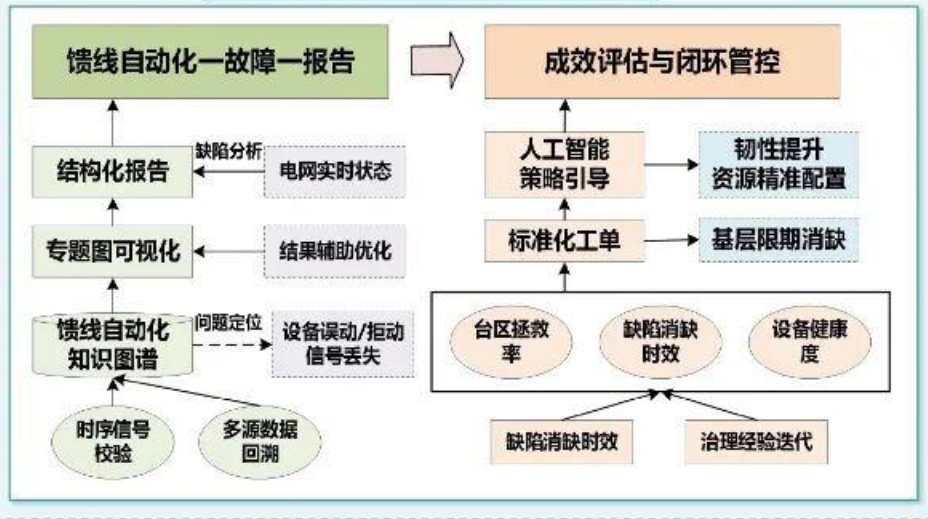 馈线自动化一故障一报告
缺陷分析
结构化报告
电网实时状态
专题图可视化
结果辅助优化
馈线自动化
知识图谱
问题定位
设备误动/拒动
信号丢失
时序信号
校验
多源数据
回溯
成效评估与闭环管控
人工智能
策略引导
韧性提升
资源精准配置
标准化工单
基层限期消缺
台区拯救
率
缺陷消缺
时效
设备健康
度
缺陷消缺时效
治理经验迭代